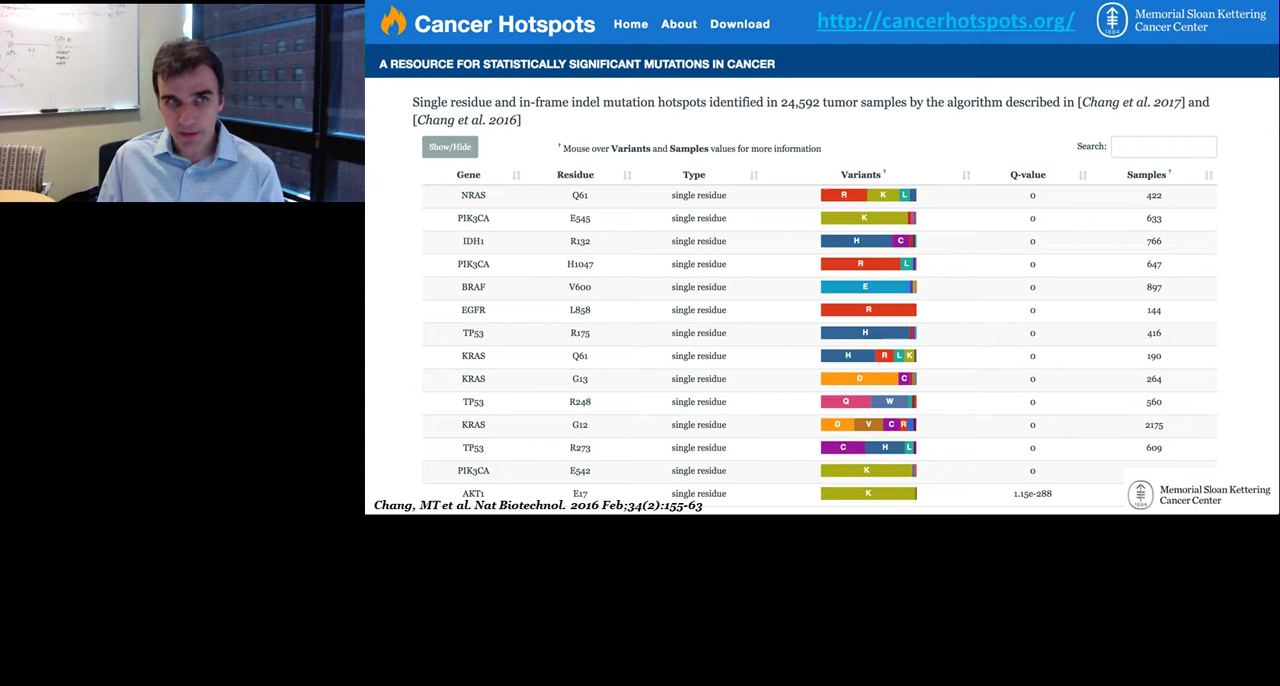 Cancer Hotspots Home About Download http://cancerhotspots.org/ Memorial Sloan Kettering
Cancer Center
1884
A RESOURCE FOR STATISTICALLY SIGNIFICANT MUTATIONS IN CANCER
Single residue and in-frame indel mutation hotspots identified in 24,592 tumor samples by the algorithm described in [Chang et al. 2017] and
[Chang et al. 2016]
Show/Hide † Mouse over Variants and Samples values for more information Search:
Gene Residue Type Variants † Q-value Samples †
NRAS Q61 single residue R K L 0 422
PIK3CA E545 single residue K 0 633
IDH1 R132 single residue H C 0 766
PIK3CA H1047 single residue R L 0 647
BRAF V600 single residue E 0 897
EGFR L858 single residue R 0 144
TP53 R175 single residue H 0 416
KRAS Q61 single residue H R L K 0 190
KRAS G13 single residue D C 0 264
TP53 R248 single residue Q W 0 560
KRAS G12 single residue D V C R 0 2175
TP53 R273 single residue C H L 0 609
PIK3CA E542 single residue K 0
AKT1 E17 single residue K 1.15e-288
Memorial Sloan Kettering
Cancer Center
Chang, MT et al. Nat Biotechnol. 2016 Feb;34(2):155-63